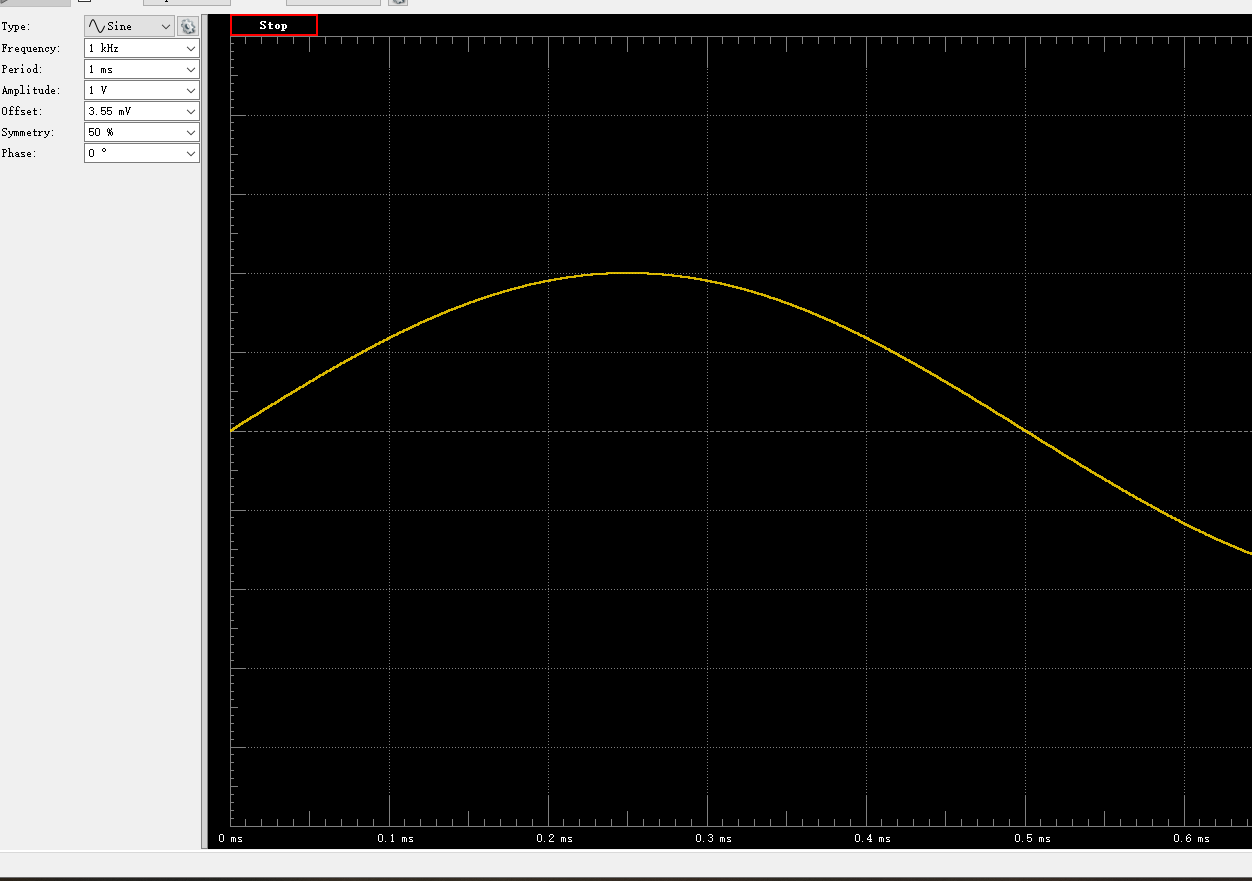 Stop
Type: Sine
Frequency: 1 kHz
Period: 1 ms
Amplitude: 1 V
Offset: 3.55 mV
Symmetry: 50 %
Phase: 0 °
0 ms 0.1 ms 0.2 ms 0.3 ms 0.4 ms 0.5 ms 0.6 ms